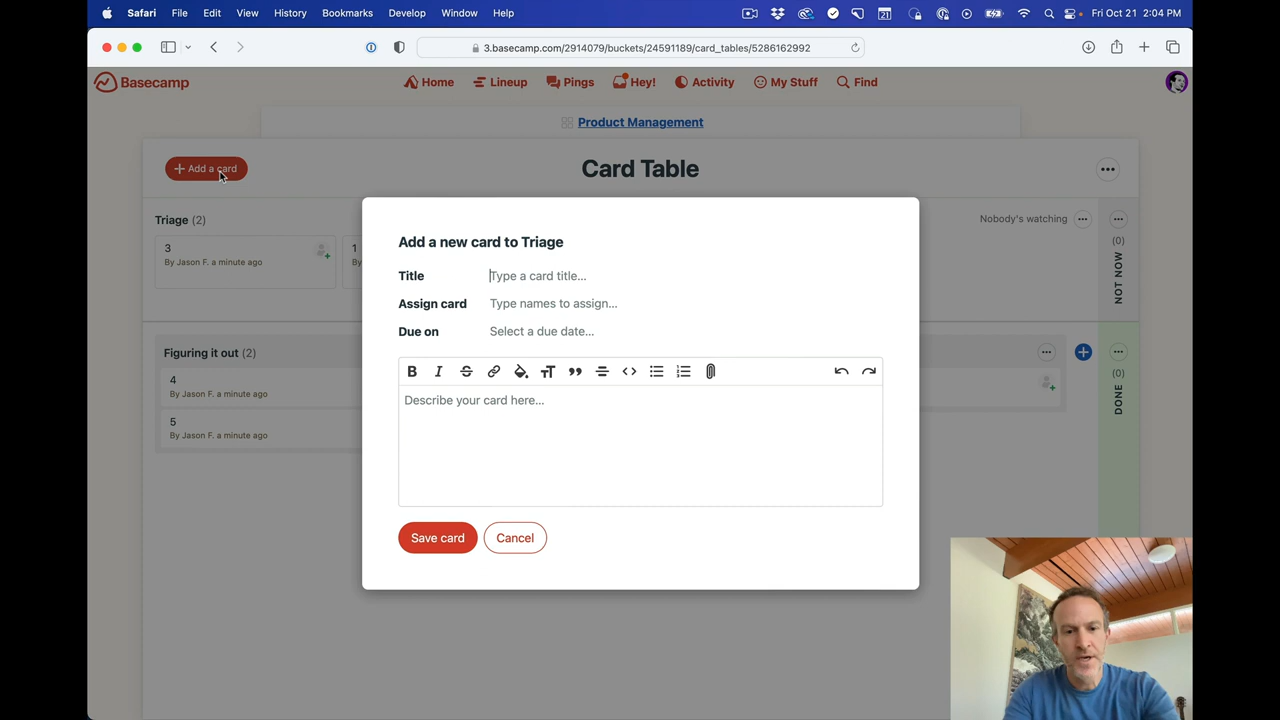 Safari File Edit View History Bookmarks Develop Window Help
21
Fri Oct 21 2:04 PM
3.basecamp.com/2914079/buckets/24591189/card_tables/5286162992
Basecamp
Home Lineup Pings Hey! Activity My Stuff Find
Product Management
+ Add a card
Card Table
Triage (2)
Nobody's watching
3
By Jason F. a minute ago
1
By
(0)
NOT NOW
Add a new card to Triage
Title Type a card title...
Assign card Type names to assign...
Due on Select a due date...
Describe your card here...
Save card Cancel
Figuring it out (2)
4
By Jason F. a minute ago
5
By Jason F. a minute ago
(0)
DONE